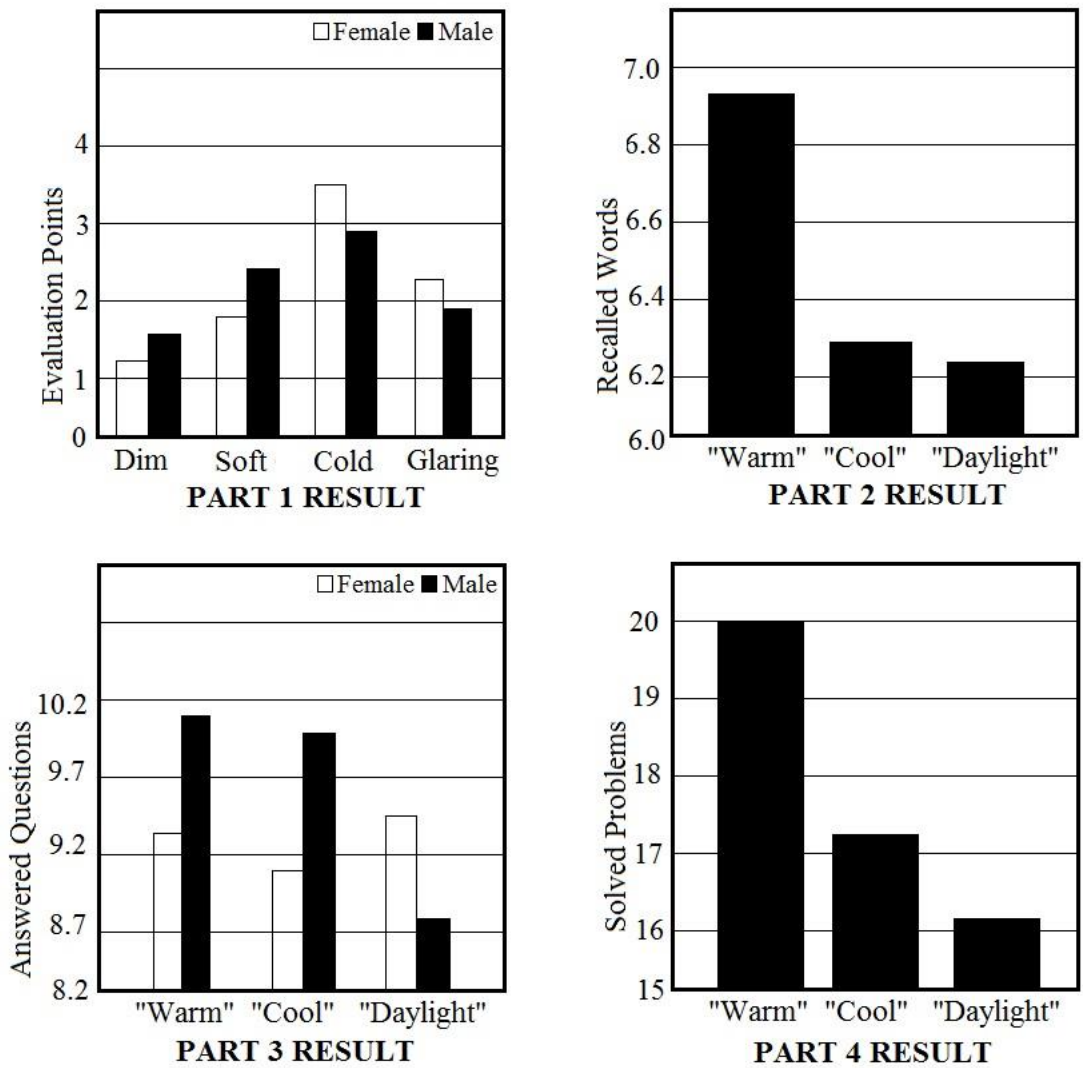 Female Male
4
3
2
1
0
Evaluation Points
Dim Soft Cold Glaring
PART 1 RESULT
7.0
6.8
6.6
6.4
6.2
6.0
Recalled Words
"Warm" "Cool" "Daylight"
PART 2 RESULT
Female Male
10.2
9.7
9.2
8.7
8.2
Answered Questions
"Warm" "Cool" "Daylight"
PART 3 RESULT
20
19
18
17
16
15
Solved Problems
"Warm" "Cool" "Daylight"
PART 4 RESULT